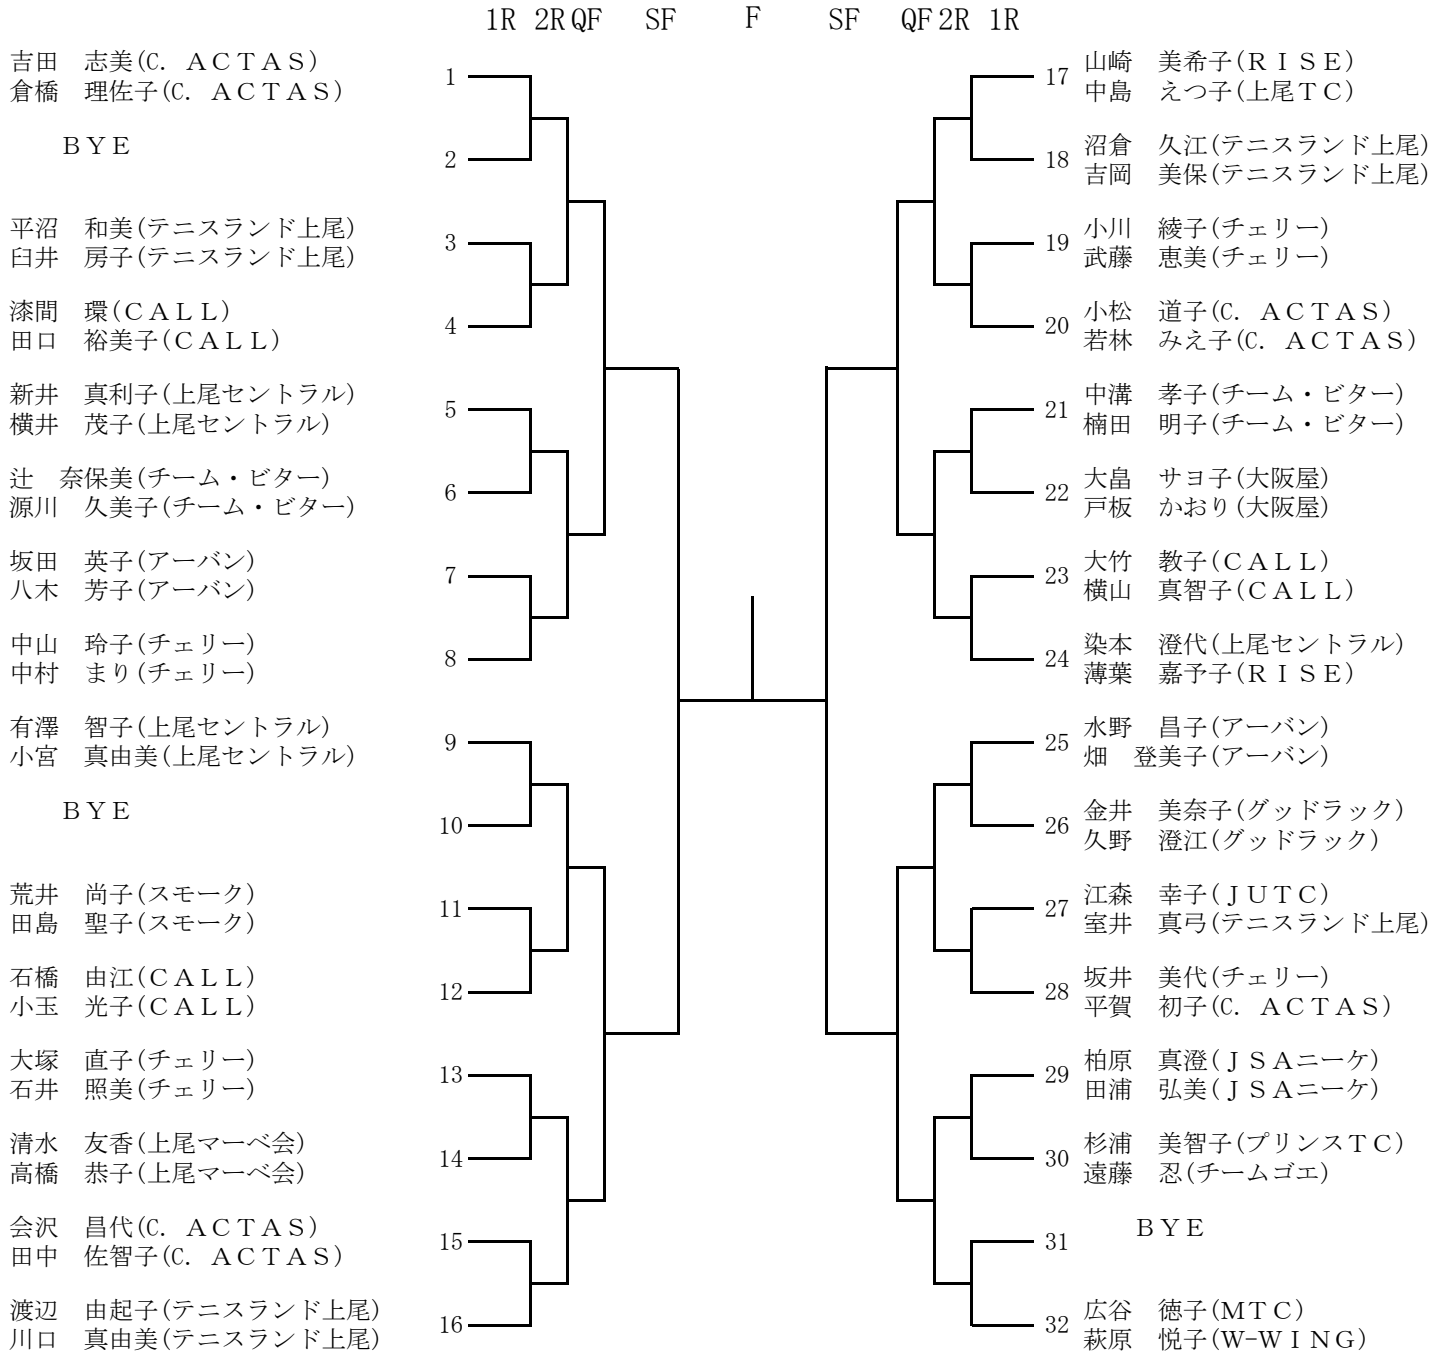 1R 2R QF SF F SF QF 2R 1R
吉田　志美(C. ＡＣＴＡＳ)
倉橋　理佐子(C. ＡＣＴＡＳ)
1
ＢＹＥ
2
平沼　和美(テニスランド上尾)
臼井　房子(テニスランド上尾)
3
漆間　環(ＣＡＬＬ)
田口　裕美子(ＣＡＬＬ)
4
新井　真利子(上尾セントラル)
横井　茂子(上尾セントラル)
5
辻　奈保美(チーム・ビター)
源川　久美子(チーム・ビター)
6
坂田　英子(アーバン)
八木　芳子(アーバン)
7
中山　玲子(チェリー)
中村　まり(チェリー)
8
有澤　智子(上尾セントラル)
小宮　真由美(上尾セントラル)
9
ＢＹＥ
10
荒井　尚子(スモーク)
田島　聖子(スモーク)
11
石橋　由江(ＣＡＬＬ)
小玉　光子(ＣＡＬＬ)
12
大塚　直子(チェリー)
石井　照美(チェリー)
13
清水　友香(上尾マーベ会)
高橋　恭子(上尾マーベ会)
14
会沢　昌代(C. ＡＣＴＡＳ)
田中　佐智子(C. ＡＣＴＡＳ)
15
渡辺　由起子(テニスランド上尾)
川口　真由美(テニスランド上尾)
16
17
山崎　美希子(ＲＩＳＥ)
中島　えつ子(上尾ＴＣ)
18
沼倉　久江(テニスランド上尾)
吉岡　美保(テニスランド上尾)
19
小川　綾子(チェリー)
武藤　恵美(チェリー)
20
小松　道子(C. ＡＣＴＡＳ)
若林　みえ子(C. ＡＣＴＡＳ)
21
中溝　孝子(チーム・ビター)
楠田　明子(チーム・ビター)
22
大畠　サヨ子(大阪屋)
戸板　かおり(大阪屋)
23
大竹　教子(ＣＡＬＬ)
横山　真智子(ＣＡＬＬ)
24
染本　澄代(上尾セントラル)
薄葉　嘉予子(ＲＩＳＥ)
25
水野　昌子(アーバン)
畑　登美子(アーバン)
26
金井　美奈子(グッドラック)
久野　澄江(グッドラック)
27
江森　幸子(ＪＵＴＣ)
室井　真弓(テニスランド上尾)
28
坂井　美代(チェリー)
平賀　初子(C. ＡＣＴＡＳ)
29
柏原　真澄(ＪＳＡニーケ)
田浦　弘美(ＪＳＡニーケ)
30
杉浦　美智子(プリンスＴＣ)
遠藤　忍(チームゴエ)
31
ＢＹＥ
32
広谷　徳子(ＭＴＣ)
萩原　悦子(Ｗ-ＷＩＮＧ)